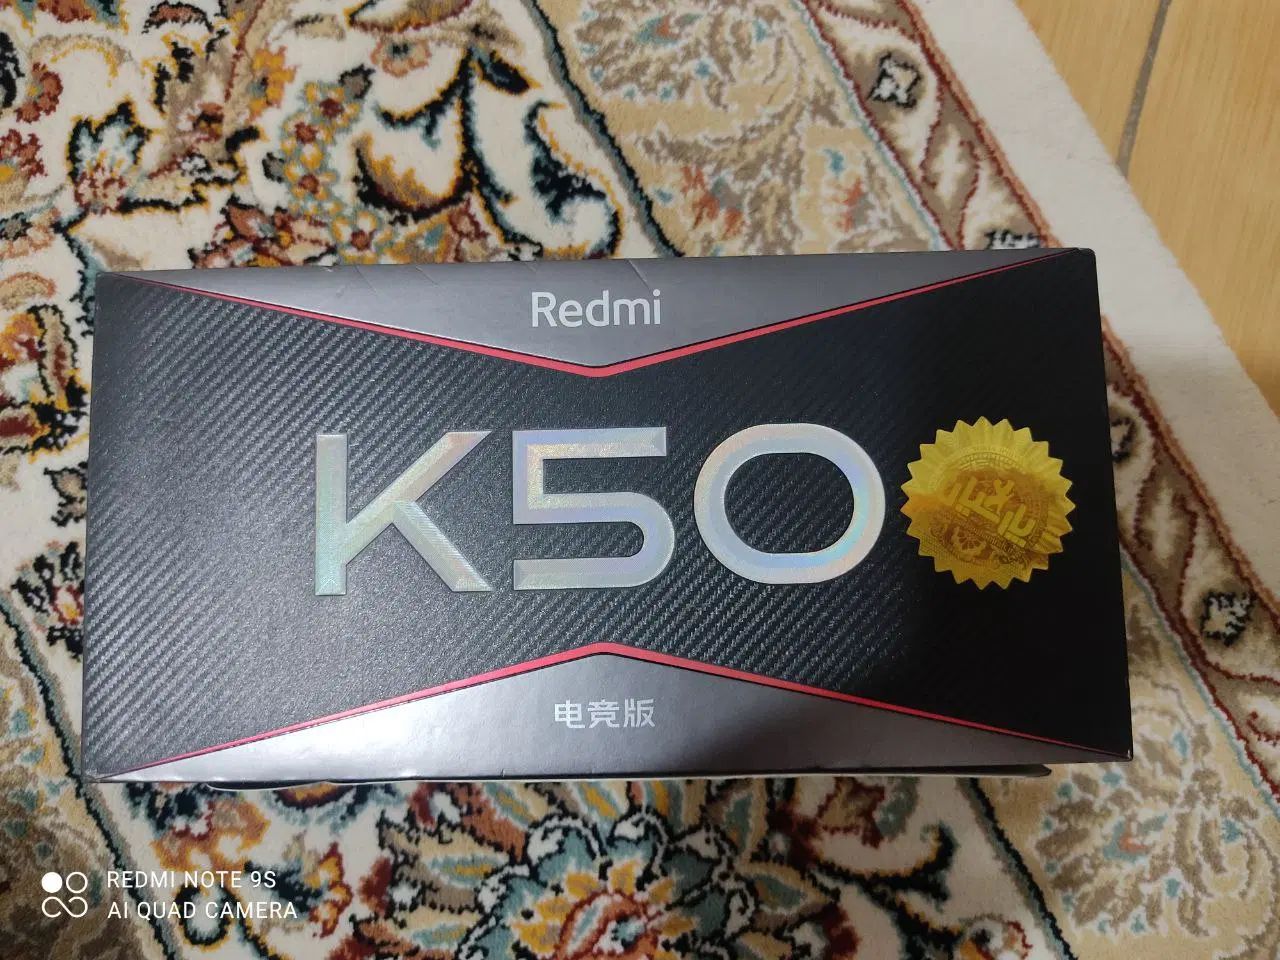 Redmi
K50
电竞版
REDMI NOTE 9S
AI QUAD CAMERA